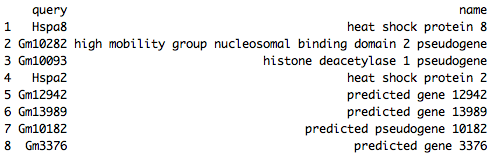 query name
1 Hspa8 heat shock protein 8
2 Gm10282 high mobility group nucleosomal binding domain 2 pseudogene
3 Gm10093 histone deacetylase 1 pseudogene
4 Hspa2 heat shock protein 2
5 Gm12942 predicted gene 12942
6 Gm13989 predicted gene 13989
7 Gm10182 predicted pseudogene 10182
8 Gm3376 predicted gene 3376